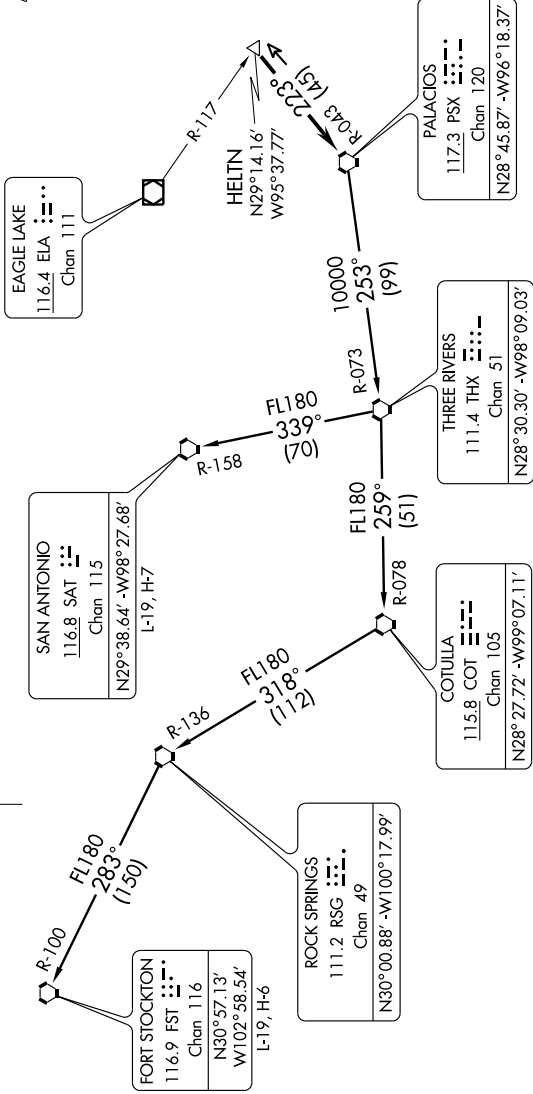 EAGLE LAKE
116.4 ELA
Chan 111
R-117
HELTN
N29°14.16'
W95°37.77'
223°
(45)
R-043
PALACIOS
117.3 PSX
Chan 120
N28°45.87'-W96°18.37'
10000
253°
(99)
R-073
THREE RIVERS
111.4 THX
Chan 51
N28°30.30'-W98°09.03'
FL180
339°
(70)
R-158
SAN ANTONIO
116.8 SAT
Chan 115
N29°38.64'-W98°27.68'
L-19, H-7
FL180
259°
(51)
R-078
COTULLA
115.8 COT
Chan 105
N28°27.72'-W99°07.11'
FL180
318°
(112)
R-136
ROCK SPRINGS
111.2 RSG
Chan 49
N30°00.88'-W100°17.99'
FL180
283°
(150)
R-100
FORT STOCKTON
116.9 FST
Chan 116
N30°57.13'
W102°58.54'
L-19, H-6